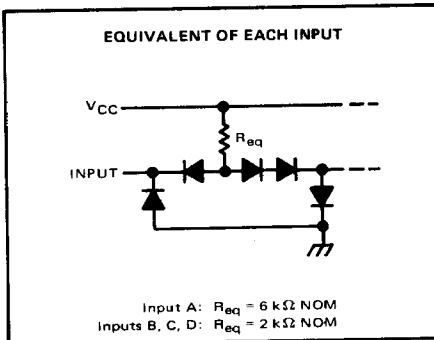 EQUIVALENT OF EACH INPUT
VCC
Req
INPUT
Input A: Req = 6 kΩ NOM
Inputs B, C, D: Req = 2 kΩ NOM